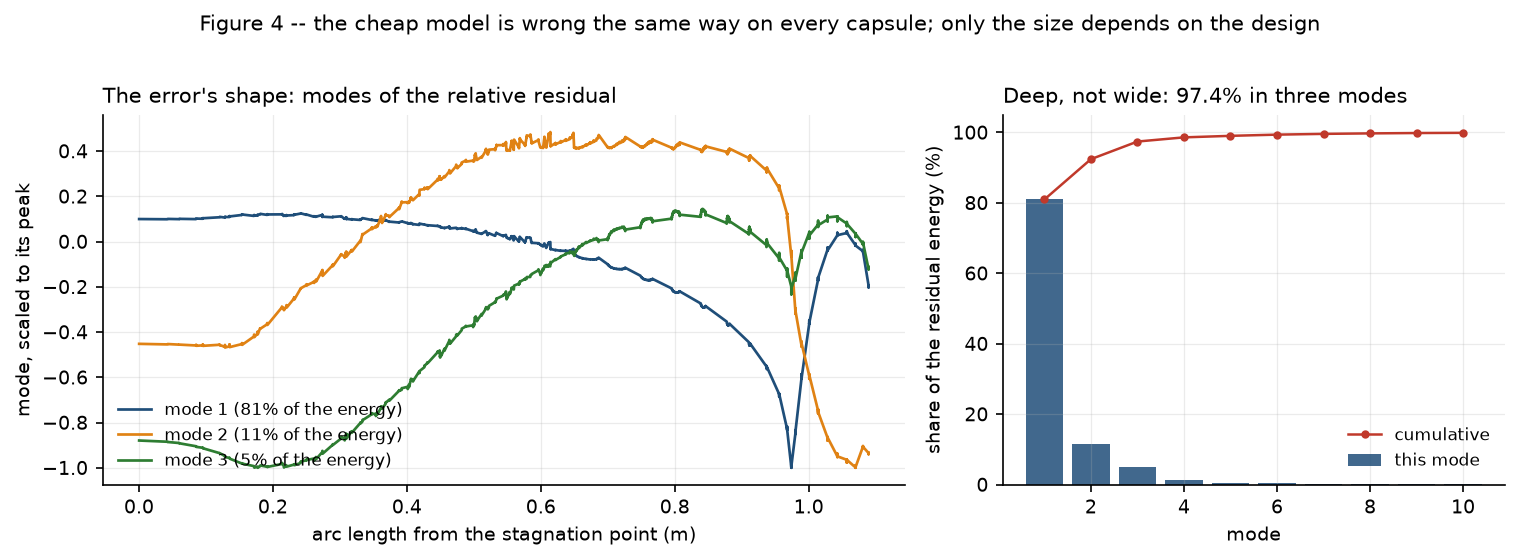 Figure 4 -- the cheap model is wrong the same way on every capsule; only the size depends on the design
The error's shape: modes of the relative residual
mode, scaled to its peak
0.4
0.2
0.0
−0.2
−0.4
−0.6
−0.8
−1.0
mode 1 (81% of the energy)
mode 2 (11% of the energy)
mode 3 (5% of the energy)
0.0 0.2 0.4 0.6 0.8 1.0
arc length from the stagnation point (m)
Deep, not wide: 97.4% in three modes
share of the residual energy (%)
100
80
60
40
20
0
cumulative
this mode
2 4 6 8 10
mode